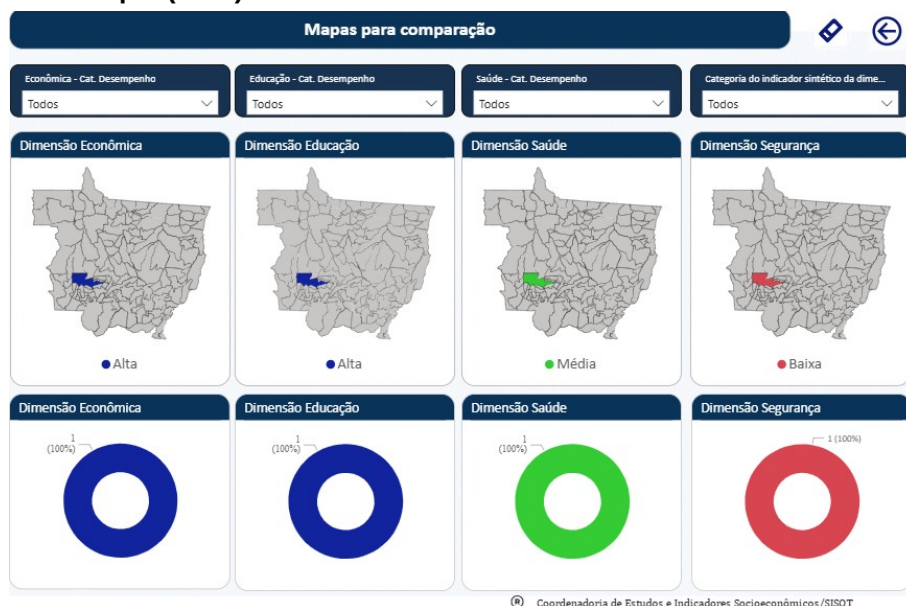 Mapas para comparação
Econômica - Cat. Desempenho
Educação - Cat. Desempenho
Saúde - Cat. Desempenho
Categoria do indicador sintético da dime...
Todos
Todos
Todos
Todos
Dimensão Econômica
Dimensão Educação
Dimensão Saúde
Dimensão Segurança
Alta
Alta
Média
Baixa
Dimensão Econômica
Dimensão Educação
Dimensão Saúde
Dimensão Segurança
1
(100%)
1
(100%)
1
(100%)
1 (100%)
® Coordenadoria de Estudos e Indicadores Socioeconômicos/SISOT